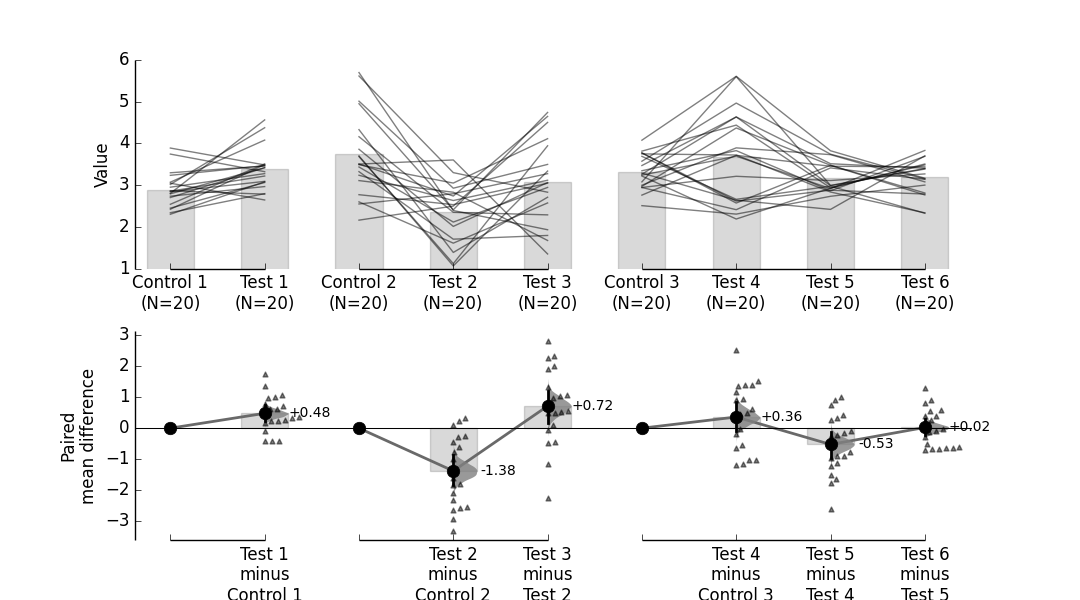 6
5
4
3
2
1
Value
Control 1
(N=20)
Test 1
(N=20)
Control 2
(N=20)
Test 2
(N=20)
Test 3
(N=20)
Control 3
(N=20)
Test 4
(N=20)
Test 5
(N=20)
Test 6
(N=20)
3
2
1
0
−1
−2
−3
Paired
mean difference
+0.48
-1.38
+0.72
+0.36
-0.53
+0.02
Test 1
minus
Control 1
Test 2
minus
Control 2
Test 3
minus
Test 2
Test 4
minus
Control 3
Test 5
minus
Test 4
Test 6
minus
Test 5